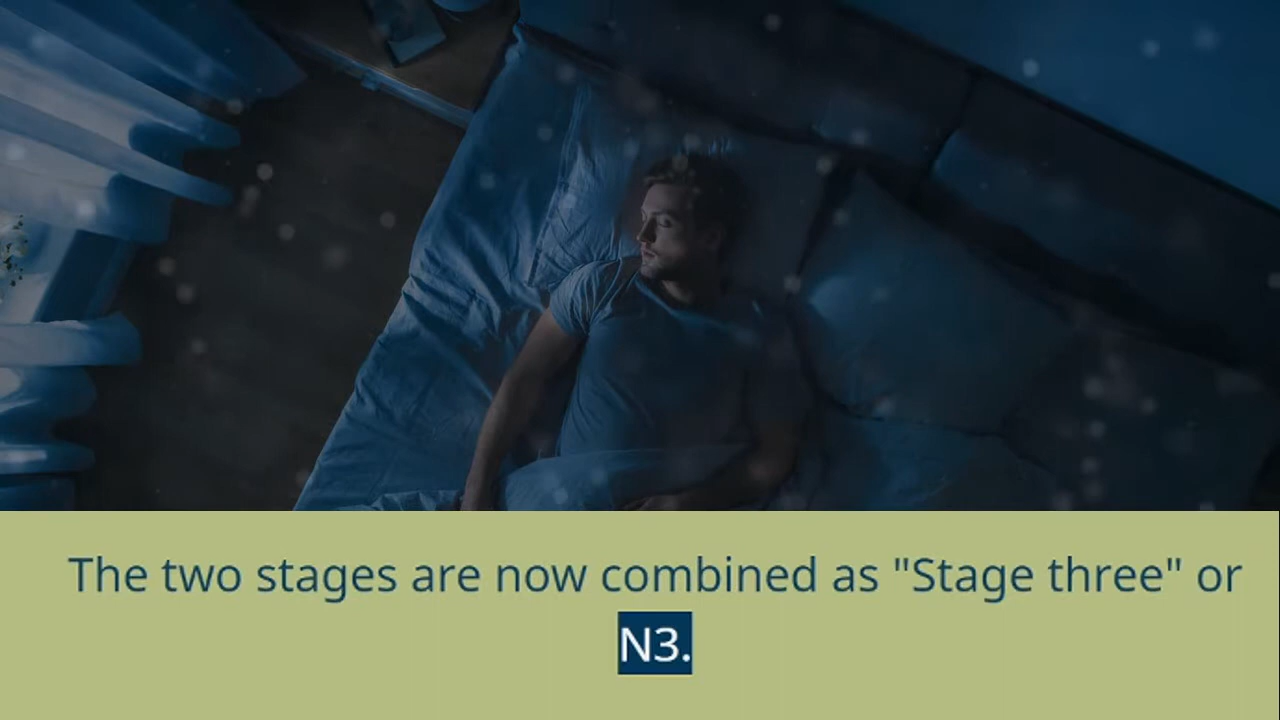 The two stages are now combined as "Stage three" or
N3.